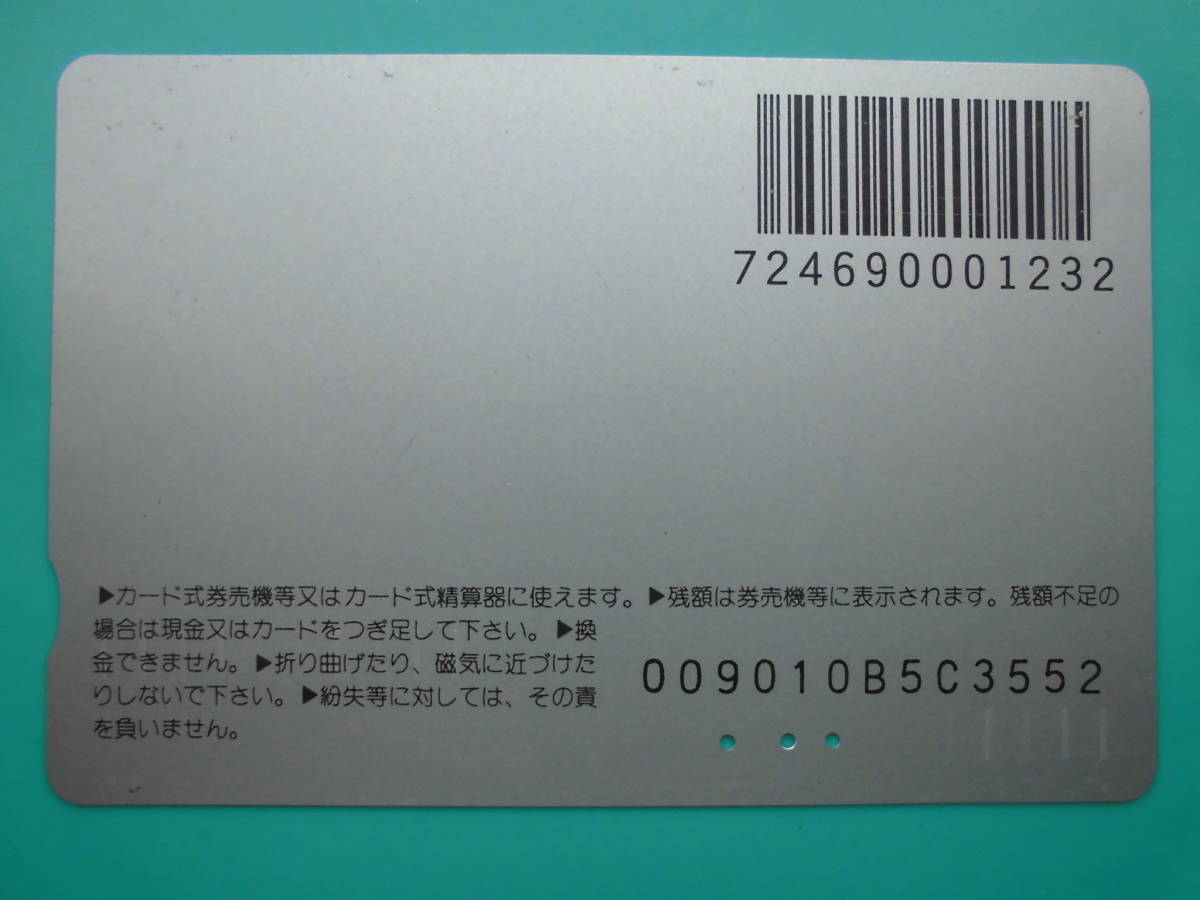 724690001232
▶カード式券売機等又はカード式精算器に使えます。▶残額は券売機等に表示されます。残額不足の
場合は現金又はカードをつぎ足して下さい。▶換
金できません。▶折り曲げたり、磁気に近づけた
りしないで下さい。▶紛失等に対しては、その責
を負いません。
009010B5C3552